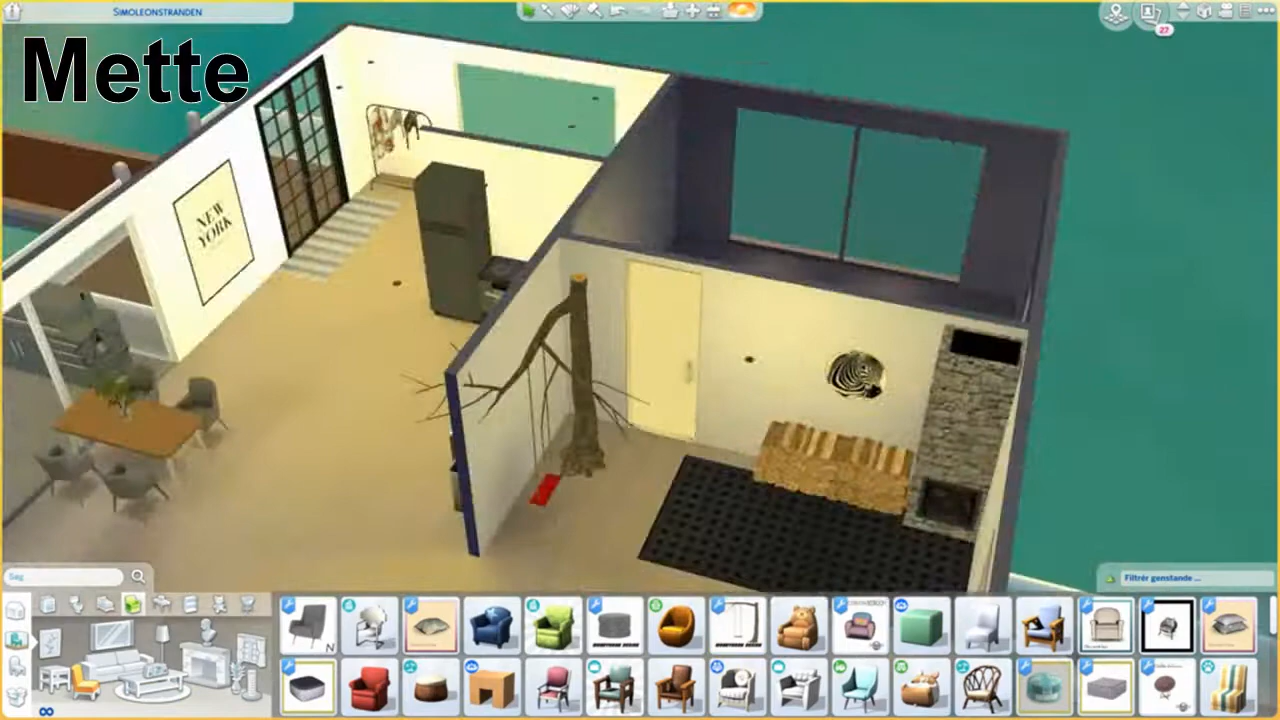 SIMOLEONSTRANDEN
Mette
27
NEW
YORK
Søg
Filtrér genstande ...
N